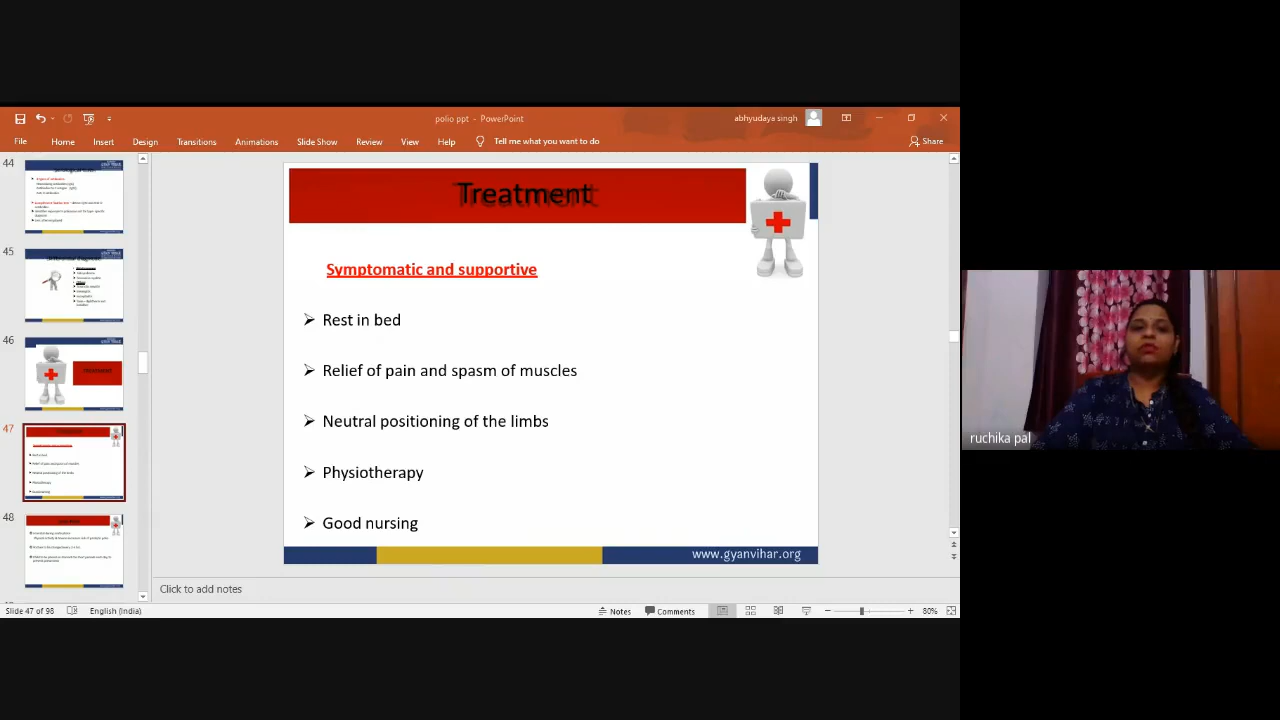 polio ppt - PowerPoint
abhyudaya singh
File Home Insert Design Transitions Animations Slide Show Review View Help Tell me what you want to do
Share
44
45
46
47
48
Treatment
Symptomatic and supportive
➢ Rest in bed
➢ Relief of pain and spasm of muscles
➢ Neutral positioning of the limbs
➢ Physiotherapy
➢ Good nursing
www.gyanvihar.org
Click to add notes
Slide 47 of 98 English (India)
Notes Comments 80%
ruchika pal